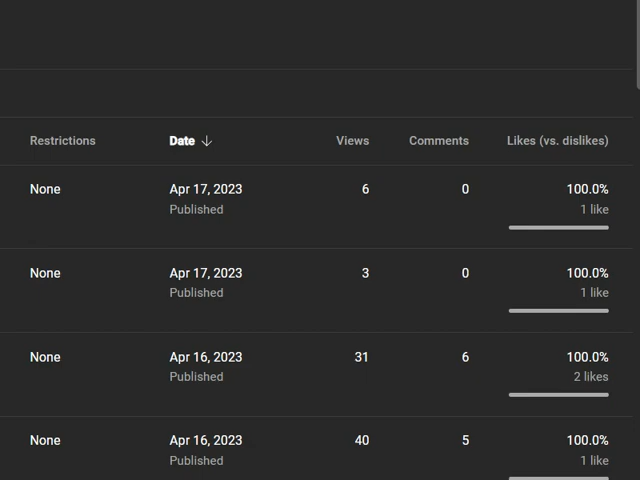 Restrictions Date ↓ Views Comments Likes (vs. dislikes)
None Apr 17, 2023 6 0 100.0%
Published 1 like
None Apr 17, 2023 3 0 100.0%
Published 1 like
None Apr 16, 2023 31 6 100.0%
Published 2 likes
None Apr 16, 2023 40 5 100.0%
Published 1 like